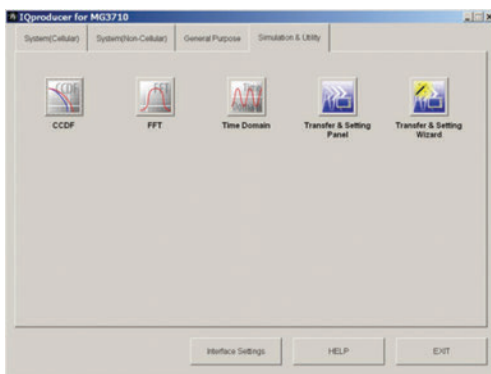 IQproducer for MG3710
System(Cellular) System(Non-Cellular) General Purpose Simulation & Utility
CCDF FFT Time Domain Transfer & Setting Panel Transfer & Setting Wizard
Interface Settings HELP EXIT